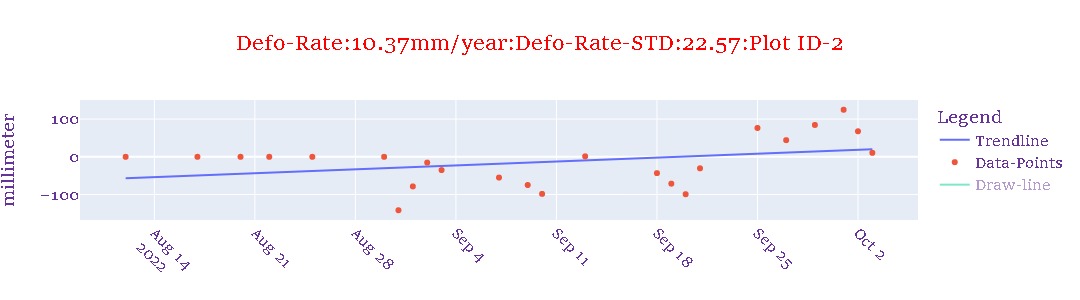 Defo-Rate:10.37mm/year:Defo-Rate-STD:22.57:Plot ID-2
millimeter
100
0
−100
Aug 14
2022
Aug 21
Aug 28
Sep 4
Sep 11
Sep 18
Sep 25
Oct 2
Legend
Trendline
Data-Points
Draw-line